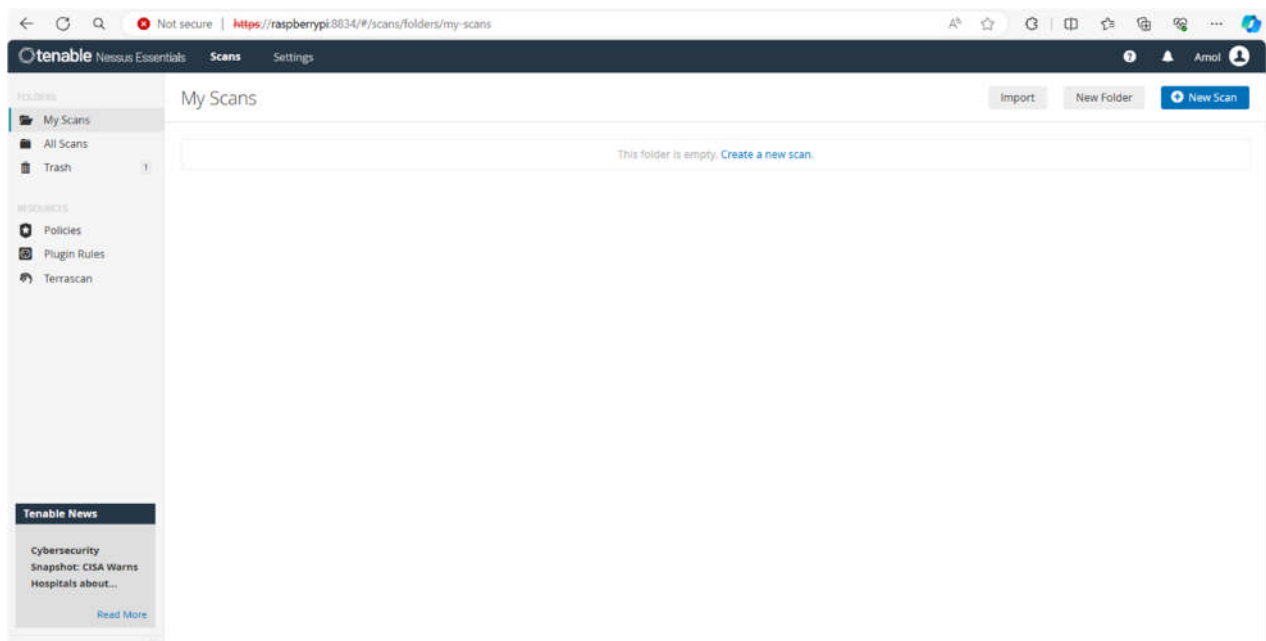 Not secure | https://raspberrypi:8834/#/scans/folders/my-scans
tenable Nessus Essentials Scans Settings Amol
FOLDERS
My Scans
All Scans
Trash 1
RESOURCES
Policies
Plugin Rules
Terrascan
My Scans Import New Folder New Scan
This folder is empty. Create a new scan.
Tenable News
Cybersecurity
Snapshot: CISA Warns
Hospitals about...
Read More